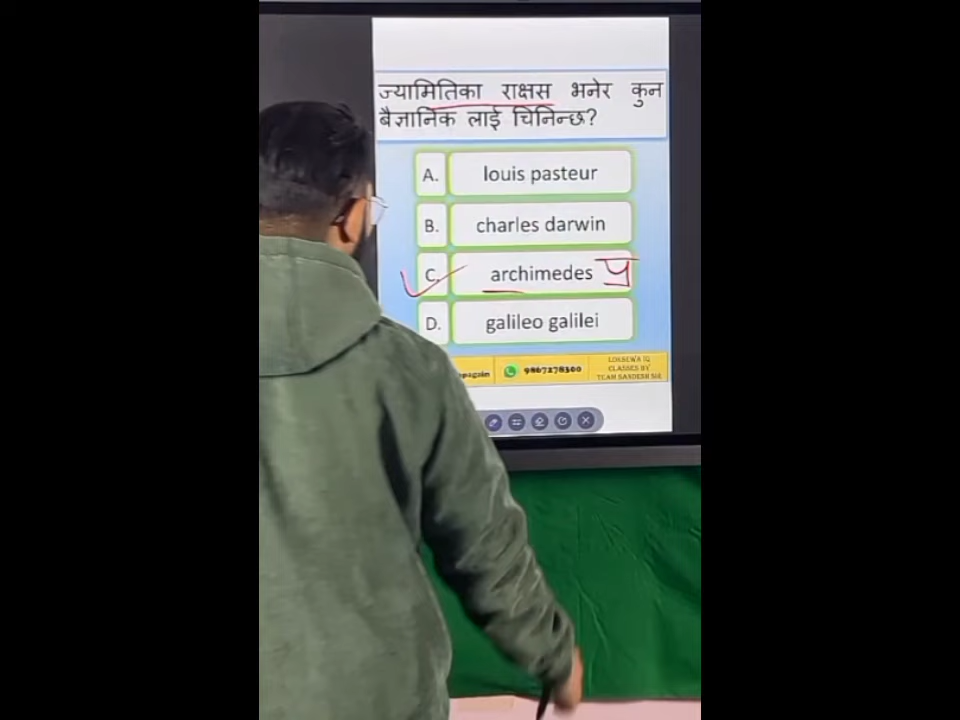 ज्यामितिका राक्षस भनेर कुन
बैज्ञानिक लाई चिनिन्छ?
A. louis pasteur
B. charles darwin
C. archimedes
D. galileo galilei
9867278300
LOKSEWA IQ
CLASSES BY
TEAM SANDESH SIR